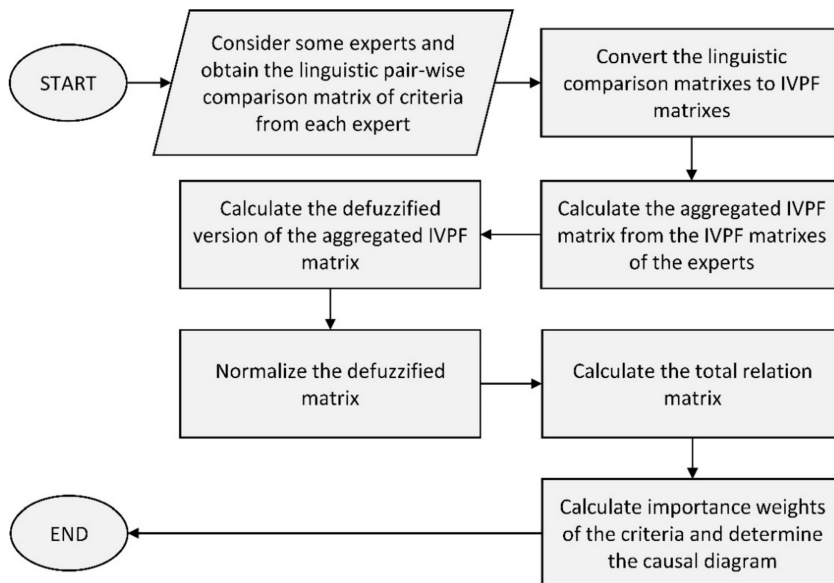 START
Consider some experts and
obtain the linguistic pair-wise
comparison matrix of criteria
from each expert
Convert the linguistic
comparison matrixes to IVPF
matrixes
Calculate the aggregated IVPF
matrix from the IVPF matrixes
of the experts
Calculate the defuzzified
version of the aggregated IVPF
matrix
Normalize the defuzzified
matrix
Calculate the total relation
matrix
Calculate importance weights
of the criteria and determine
the causal diagram
END